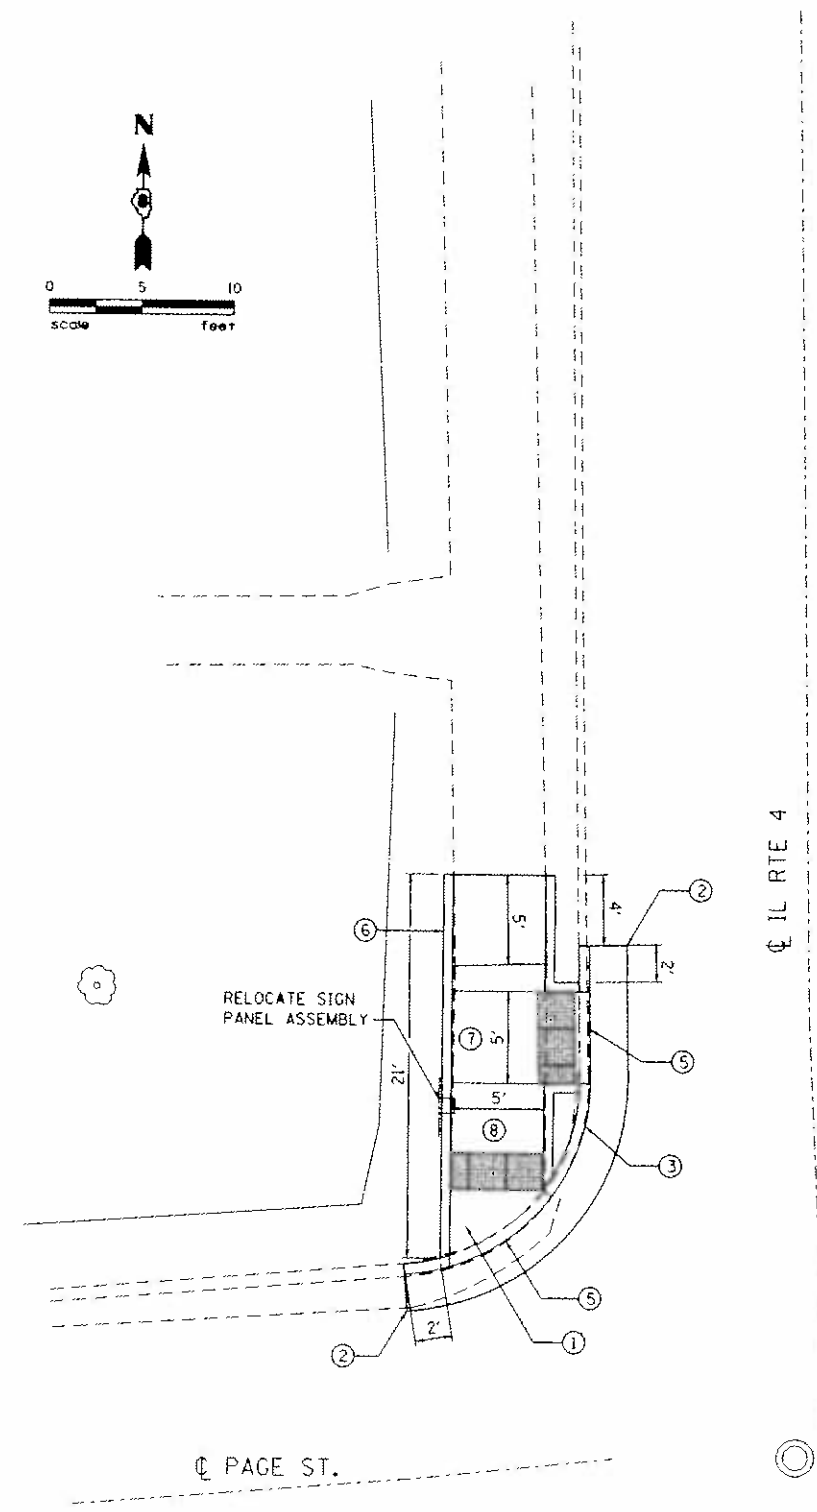 N
0 5 10
scale feet
℄ IL RTE 4
4'
2
5'
2'
6
RELOCATE SIGN
PANEL ASSEMBLY
7
5'
5
21'
5'
8
3
5
2'
1
2
℄ PAGE ST.